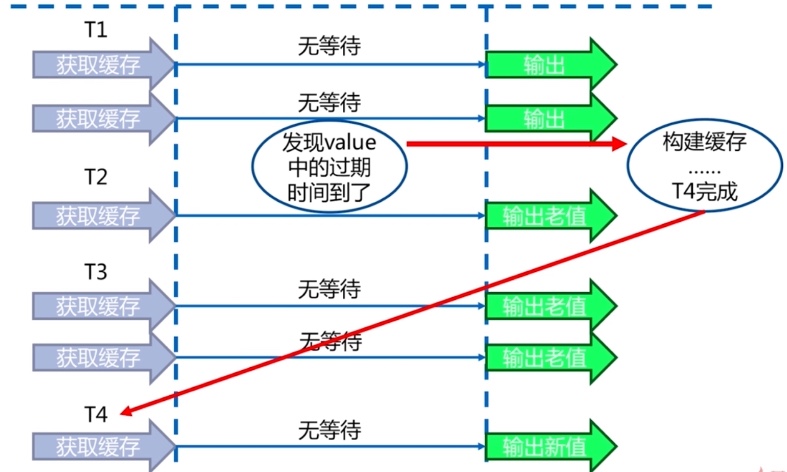 T1
获取缓存
无等待
输出
获取缓存
无等待
输出
发现value
中的过期
时间到了
构建缓存
……
T4完成
T2
获取缓存
输出老值
T3
获取缓存
无等待
输出老值
获取缓存
无等待
输出老值
T4
获取缓存
无等待
输出新值